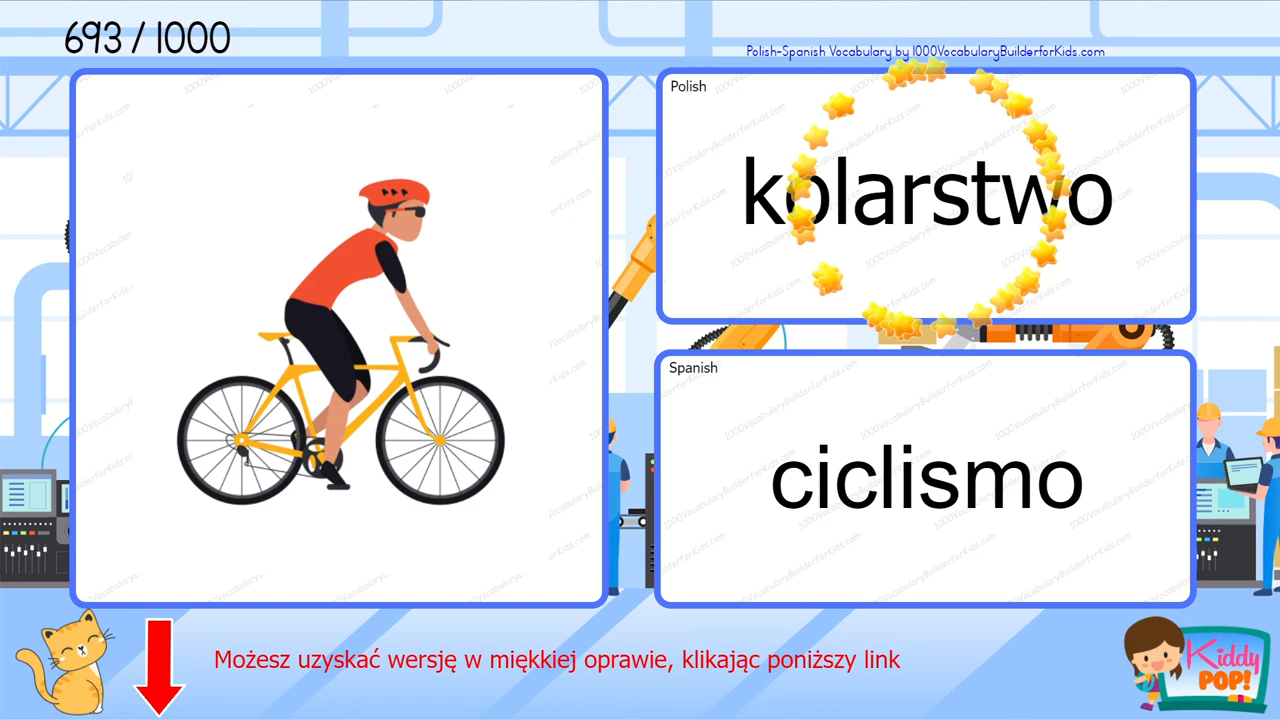 693 / 1000
Polish-Spanish Vocabulary by 1000VocabularyBuilderforKids.com
Polish
kolarstwo
Spanish
ciclismo
Możesz uzyskać wersję w miękkiej oprawie, klikając poniższy link
Kiddy
POP!